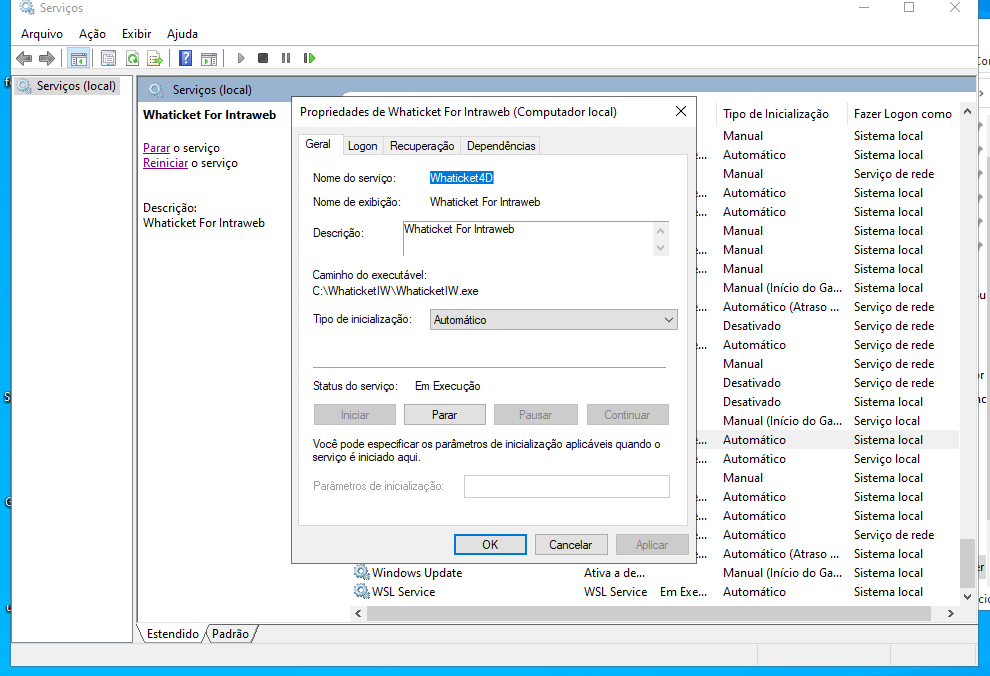 Serviços
Arquivo Ação Exibir Ajuda
Serviços (local)
Serviços (local)
Whaticket For Intraweb
Parar o serviço
Reiniciar o serviço
Descrição:
Whaticket For Intraweb
Propriedades de Whaticket For Intraweb (Computador local)
Geral Logon Recuperação Dependências
Nome do serviço: Whaticket4D
Nome de exibição: Whaticket For Intraweb
Descrição: Whaticket For Intraweb
Caminho do executável:
C:\WhaticketIW\WhaticketIW.exe
Tipo de inicialização: Automático
Status do serviço: Em Execução
Iniciar Parar Pausar Continuar
Você pode especificar os parâmetros de inicialização aplicáveis quando o
serviço é iniciado aqui.
Parâmetros de inicialização:
OK Cancelar Aplicar
Tipo de Inicialização Fazer Logon como
Manual Sistema local
Automático Sistema local
Manual Serviço de rede
Automático Sistema local
Automático Sistema local
Manual Sistema local
Manual Sistema local
Manual Sistema local
Manual (Início do Ga... Sistema local
Automático (Atraso ... Serviço de rede
Desativado Serviço de rede
Automático Serviço de rede
Manual Serviço de rede
Desativado Serviço de rede
Desativado Sistema local
Manual (Início do Ga... Serviço local
Automático Sistema local
Automático Serviço local
Manual Sistema local
Automático Sistema local
Automático Sistema local
Automático Serviço de rede
Automático (Atraso ... Sistema local
Windows Update Ativa a de... Manual (Início do Ga... Sistema local
WSL Service WSL Service Em Exe... Automático Sistema local
Estendido Padrão